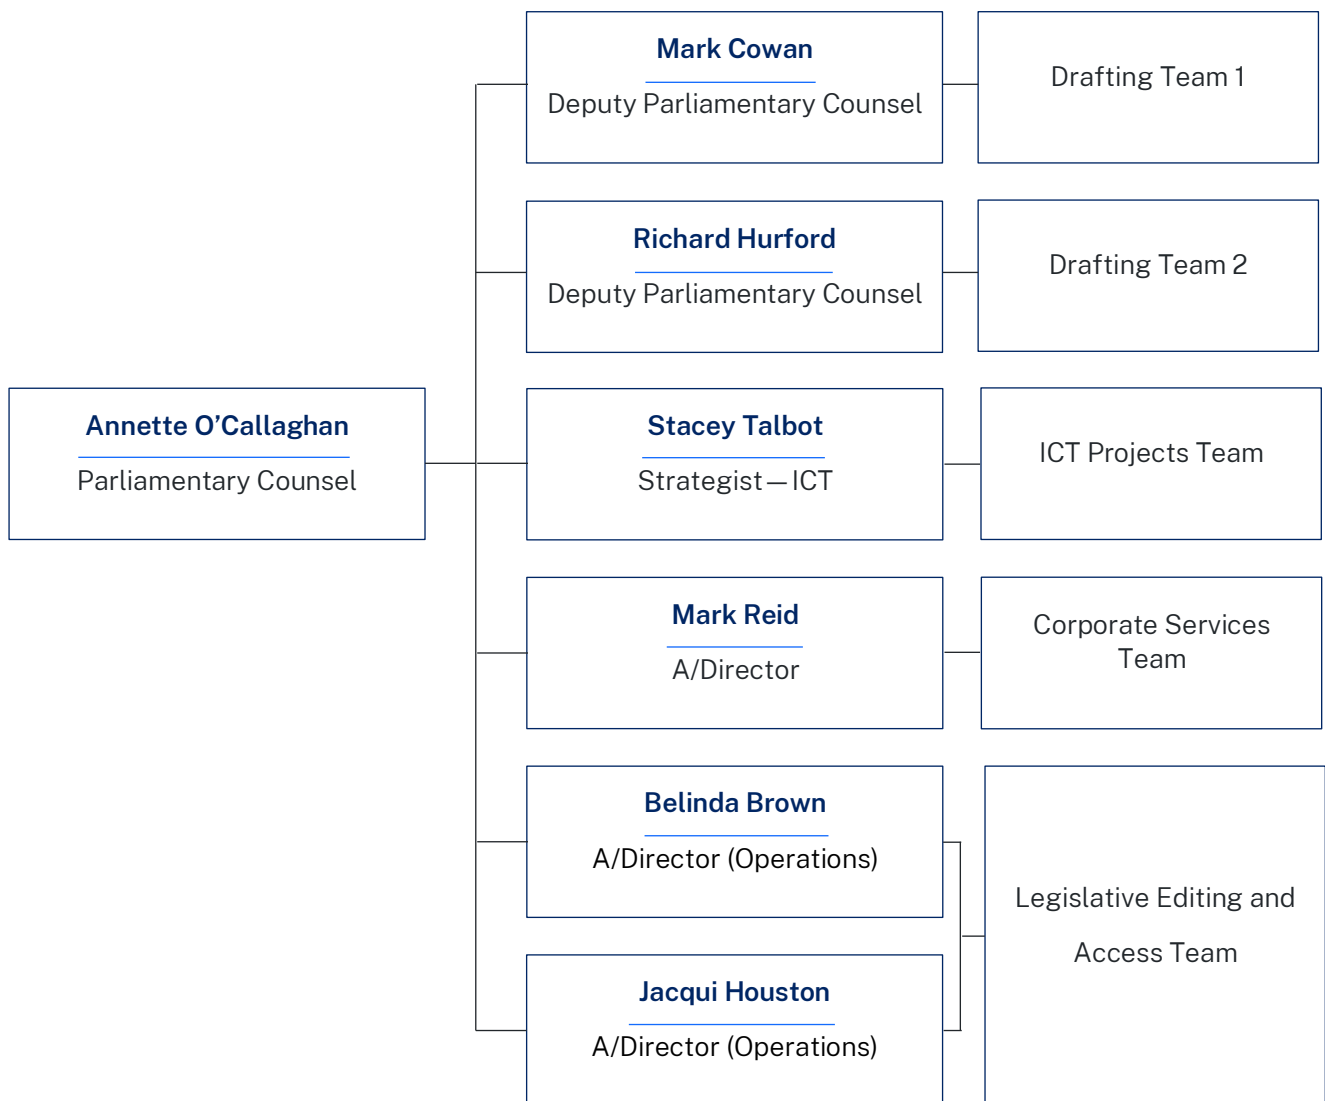 Mark Cowan
Deputy Parliamentary Counsel
Drafting Team 1
Richard Hurford
Deputy Parliamentary Counsel
Drafting Team 2
Annette O’Callaghan
Parliamentary Counsel
Stacey Talbot
Strategist—ICT
ICT Projects Team
Mark Reid
A/Director
Corporate Services
Team
Belinda Brown
A/Director (Operations)
Jacqui Houston
A/Director (Operations)
Legislative Editing and
Access Team